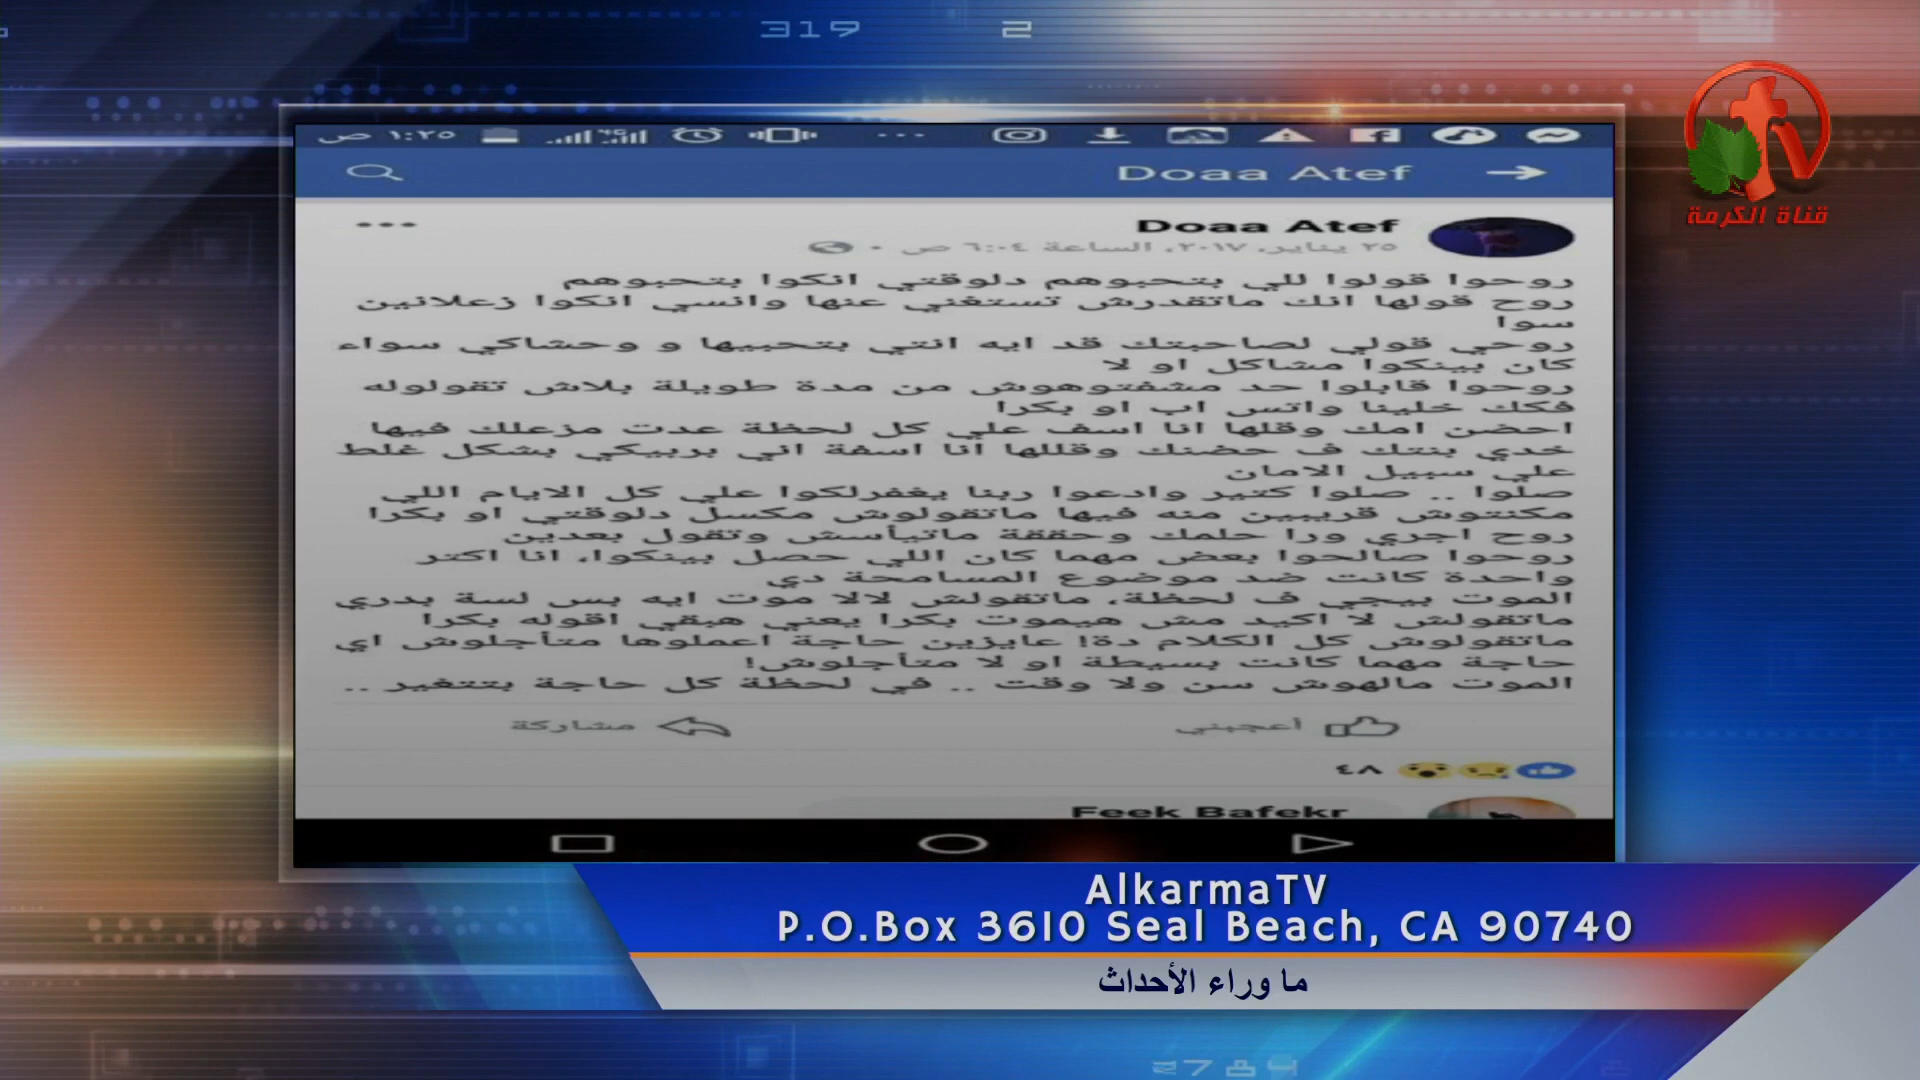 319 2
قناة الكرمة
١:٢٥ ص
Doaa Atef
Doaa Atef
٢٥ يناير، ٢٠١٧، الساعة ٦:٠٤ ص
روحوا قولوا للي بتحبوهم دلوقتي انكوا بتحبوهم
روح قولها انك ماتقدرش تستغني عنها وانسي انكوا زعلانين
سوا
روحي قولي لصاحبتك قد ايه انتي بتحبيها و وحشاكي سواء
كان بينكوا مشاكل او لا
روحوا قابلوا حد مشفتوهوش من مدة طويلة بلاش تقولوله
فكك خلينا واتس اب او بكرا
احضن امك وقلها انا اسف علي كل لحظة عدت مزعلك فيها
خدي بنتك ف حضنك وقللها انا اسفة اني بربيكي بشكل غلط
علي سبيل الامان
صلوا .. صلوا كتير وادعوا ربنا يغفرلكوا علي كل الايام اللي
مكنتوش قريبين منه فيها ماتقولوش مكسل دلوقتي او بكرا
روح اجري ورا حلمك وحققة ماتيأسش وتقول بعدين
روحوا صالحوا بعض مهما كان اللي حصل بينكوا، انا اكتر
واحدة كانت ضد موضوع المسامحة دي
الموت بيجي ف لحظة، ماتقولش لالا موت ايه بس لسة بدري
ماتقولش لا اكيد مش هيموت بكرا يعني هبقي اقوله بكرا
ماتقولوش كل الكلام دة! عايزين حاجة اعملوها متأجلوش اي
حاجة مهما كانت بسيطة او لا متأجلوش!
الموت مالهوش سن ولا وقت .. في لحظة كل حاجة بتتغير ..
أعجبني مشاركة
٤٨
Feek Bafekr
AlkarmaTV
P.O.Box 3610 Seal Beach, CA 90740
ما وراء الأحداث